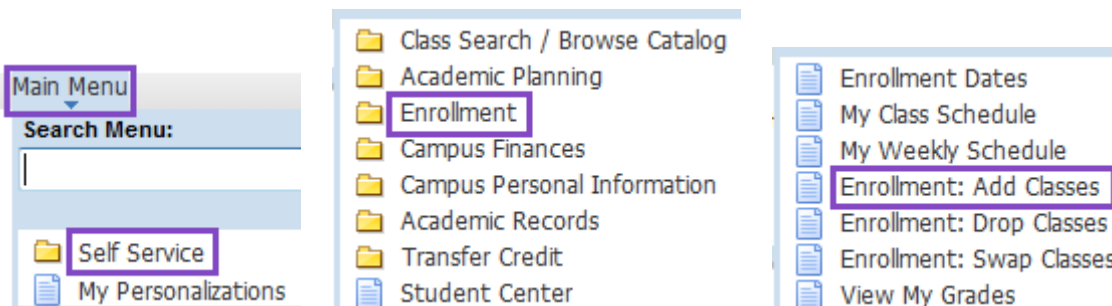 Main Menu
Search Menu:
Self Service
My Personalizations
Class Search / Browse Catalog
Academic Planning
Enrollment
Campus Finances
Campus Personal Information
Academic Records
Transfer Credit
Student Center
Enrollment Dates
My Class Schedule
My Weekly Schedule
Enrollment: Add Classes
Enrollment: Drop Classes
Enrollment: Swap Classes
View My Grades